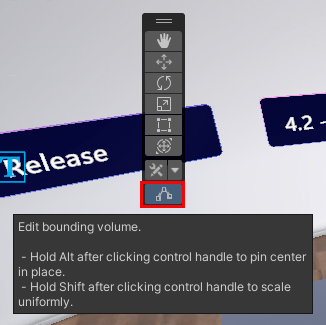 Release
4.2 -
T
Edit bounding volume.
- Hold Alt after clicking control handle to pin center
in place.
- Hold Shift after clicking control handle to scale
uniformly.